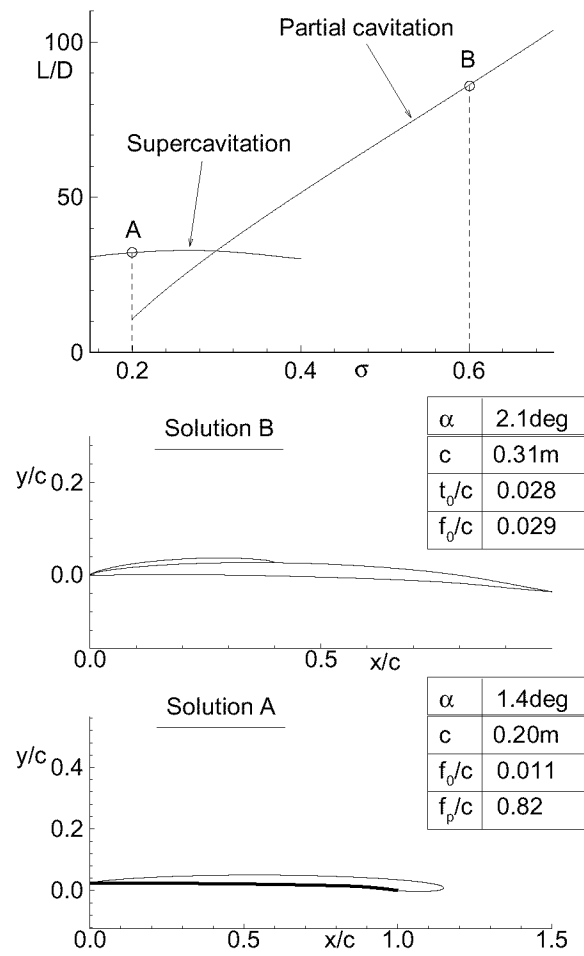 100
L/D
Partial cavitation
B
Supercavitation
50
A
0
0.2
0.4
σ
0.6
Solution B
α 2.1deg
c 0.31m
t0/c 0.028
f0/c 0.029
y/c
0.2
0.0
0.0
0.5
x/c
Solution A
α 1.4deg
c 0.20m
f0/c 0.011
fp/c 0.82
y/c
0.4
0.2
0.0
0.0
0.5
x/c
1.0
1.5